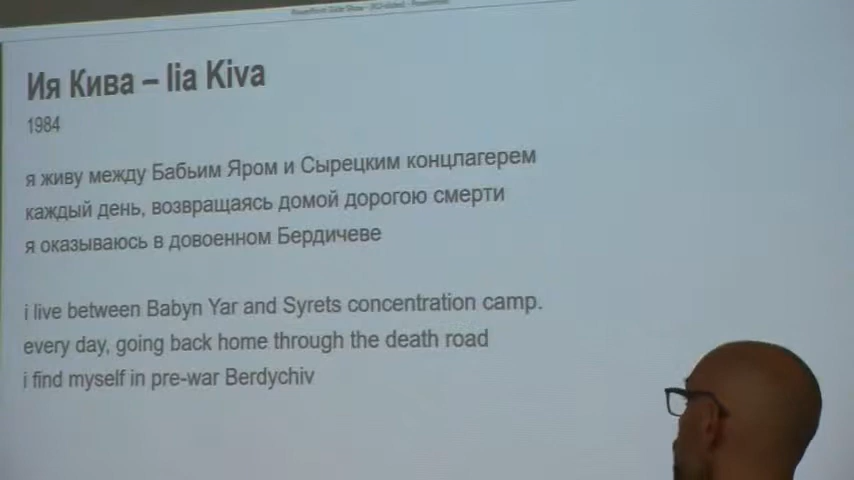 Ия Кива – Iia Kiva
1984
я живу между Бабьим Яром и Сырецким концлагерем
каждый день, возвращаясь домой дорогою смерти
я оказываюсь в довоенном Бердичеве
i live between Babyn Yar and Syrets concentration camp.
every day, going back home through the death road
i find myself in pre-war Berdychiv